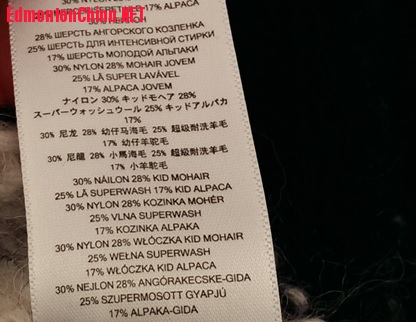 EdmontonChina.NET
17% ALPACA
28% ШЕРСТЬ АНГОРСКОГО КОЗЛЕНКА
25% ШЕРСТЬ ДЛЯ ИНТЕНСИВНОЙ СТИРКИ
17% ШЕРСТЬ МОЛОДОЙ АЛЬПАКИ
30% NYLON 28% MOHAIR JOVEM
25% LÃ SUPER LAVÁVEL
17% ALPACA JOVEM
ナイロン 30% キッドモヘア 28%
スーパーウォッシュウール 25% キッドアルパカ
17%
30% 尼龙 28% 幼仔马海毛 25% 超级耐洗羊毛
17% 幼仔羊驼毛
30% 尼龍 28% 小馬海毛 25% 超級耐洗羊毛
17% 小羊駝毛
30% NÁILON 28% KID MOHAIR
25% LÃ SUPERWASH 17% KID ALPACA
30% NYLON 28% KOZINKA MOHÉR
25% VLNA SUPERWASH
17% KOZINKA ALPAKA
30% NYLON 28% WŁÓCZKA KID MOHAIR
25% WEŁNA SUPERWASH
17% WŁÓCZKA KID ALPACA
30% NEJLON 28% ANGÓRAKECSKE-GIDA
25% SZUPERMOSOTT GYAPJÚ
17% ALPAKA-GIDA